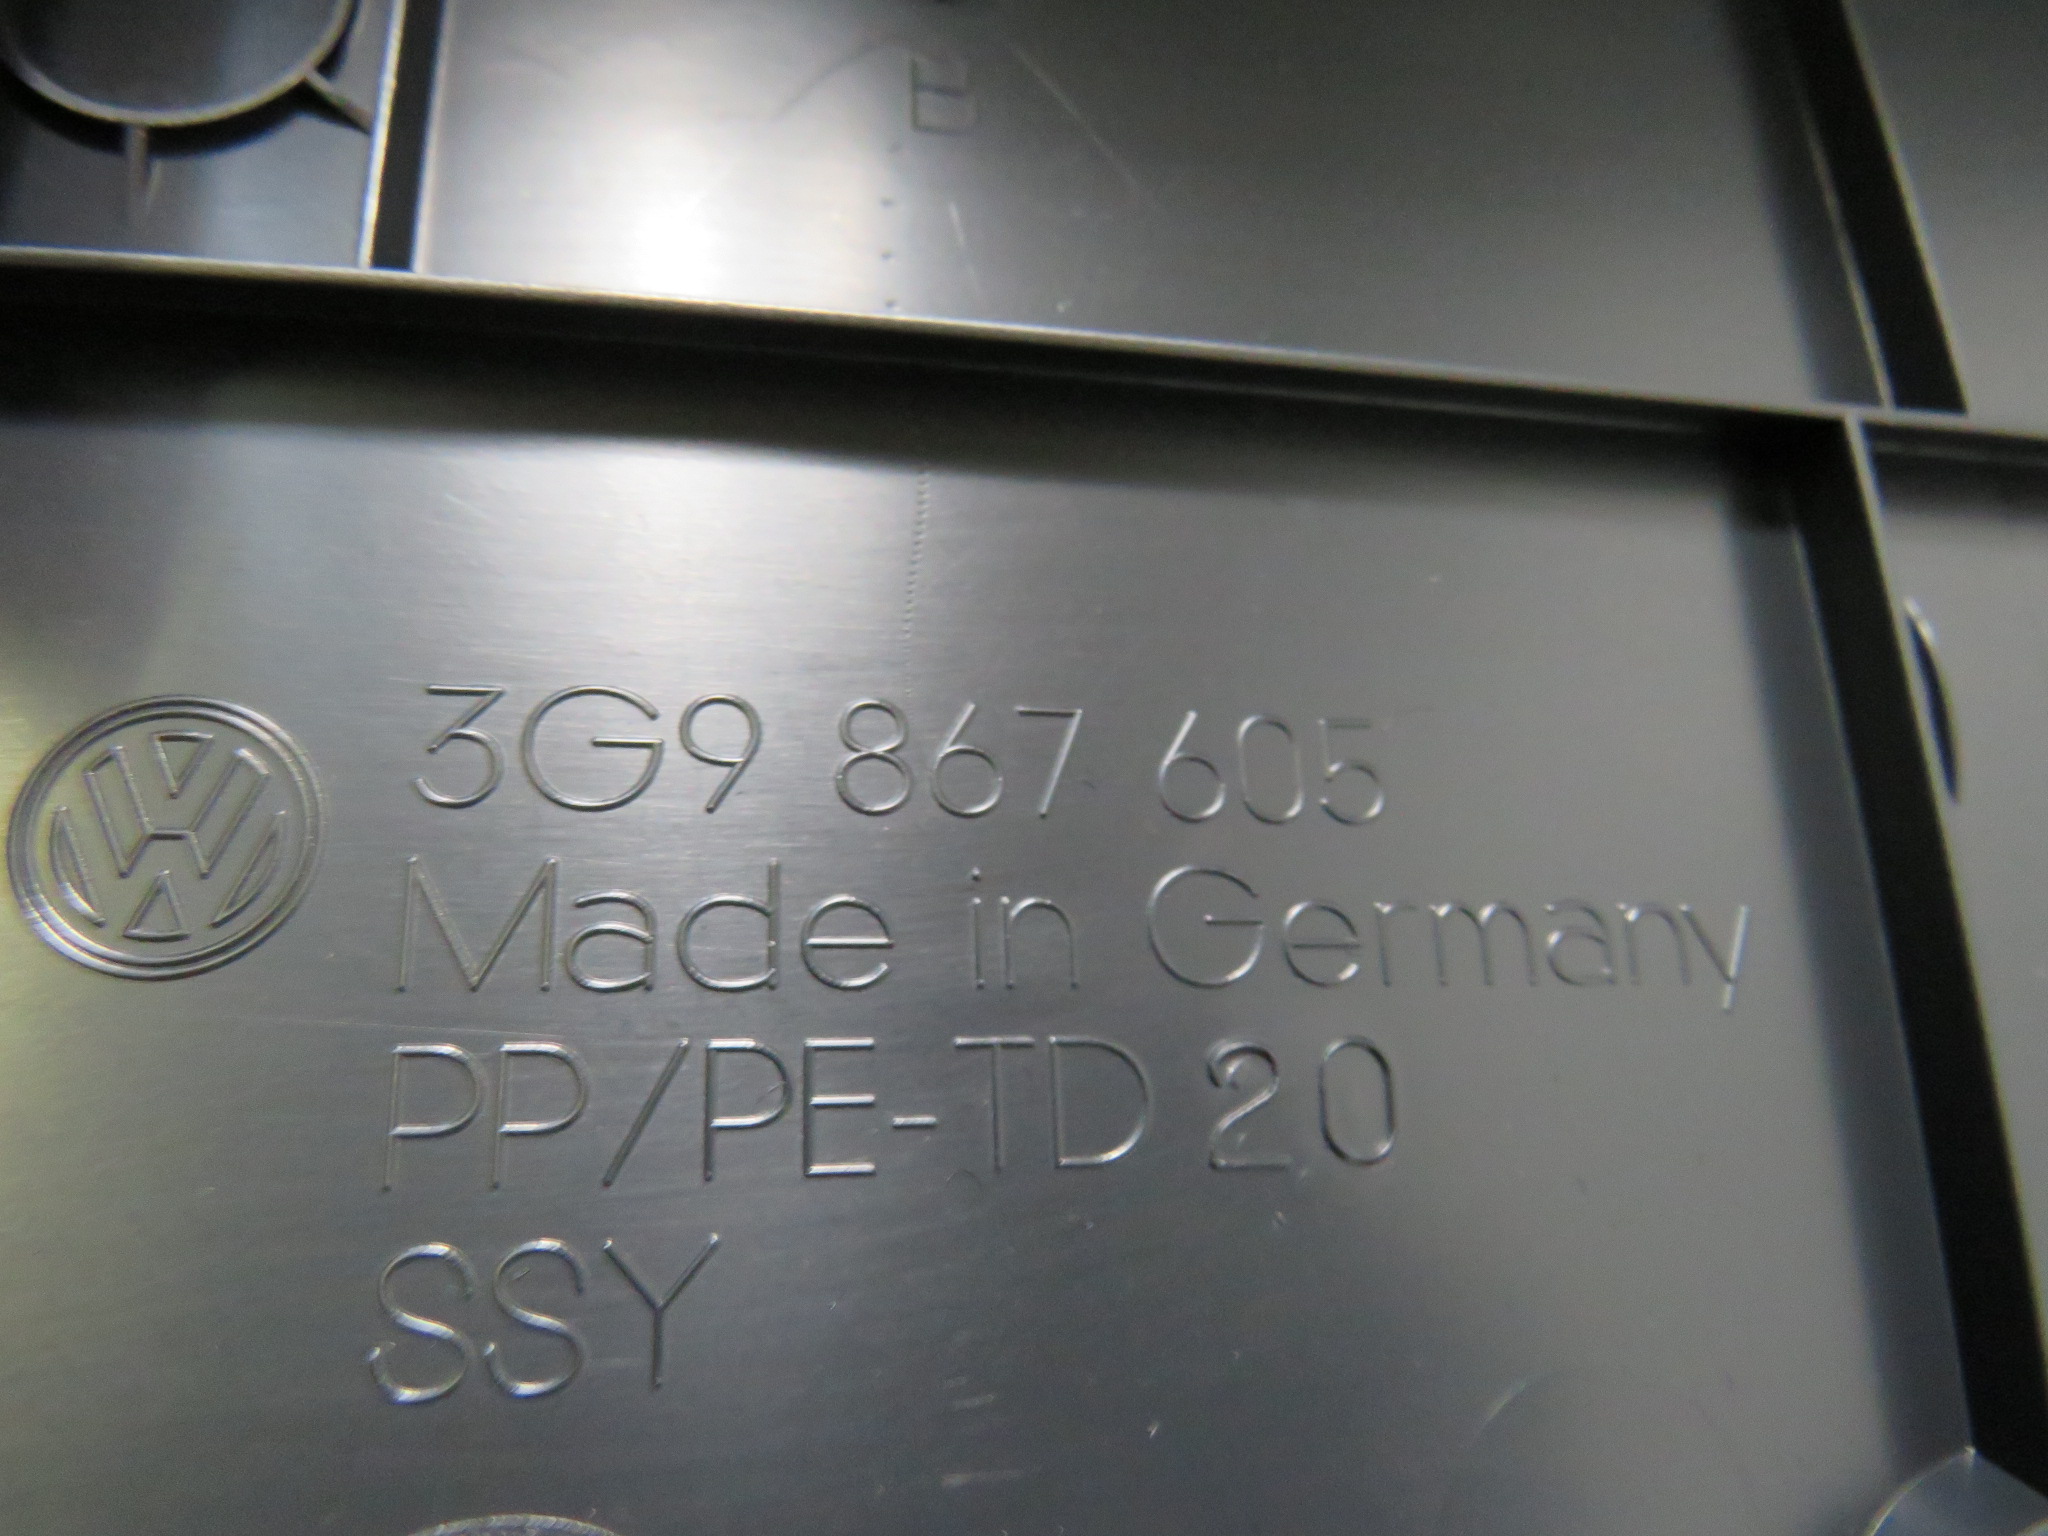 3G9 867 605
Made in Germany
PP/PE-TD 20
SSY